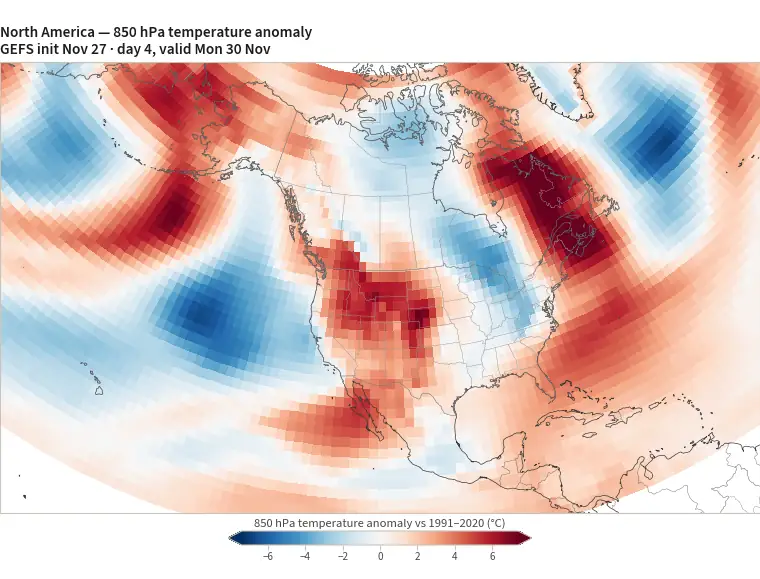 North America — 850 hPa temperature anomaly
GEFS init Nov 27 · day 4, valid Mon 30 Nov
850 hPa temperature anomaly vs 1991–2020 (°C)
−6 −4 −2 0 2 4 6